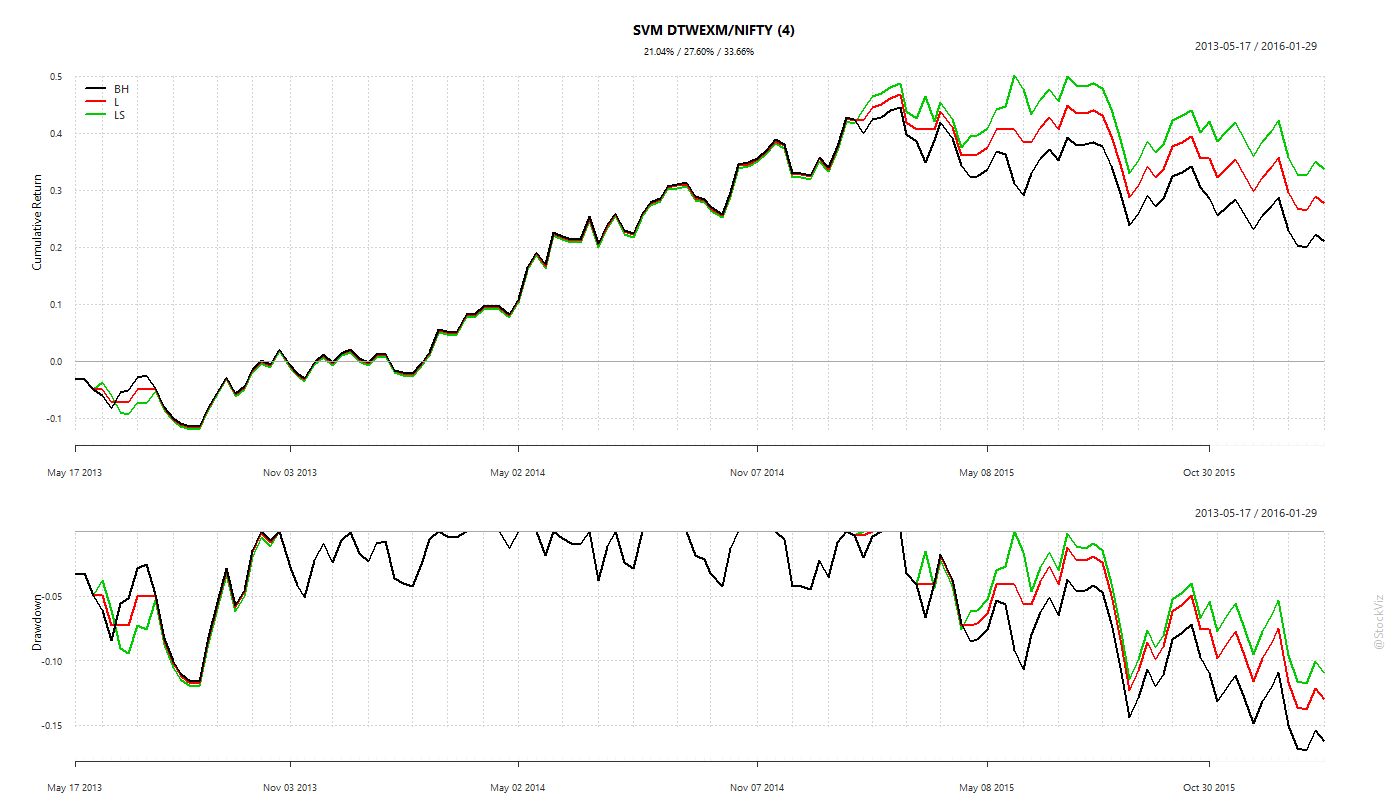 SVM DTWEXM/NIFTY (4)
21.04% / 27.60% / 33.66%
2013-05-17 / 2016-01-29
Cumulative Return
0.5
0.4
0.3
0.2
0.1
0.0
-0.1
BH
L
LS
May 17 2013
Nov 03 2013
May 02 2014
Nov 07 2014
May 08 2015
Oct 30 2015
2013-05-17 / 2016-01-29
Drawdown
-0.05
-0.10
-0.15
May 17 2013
Nov 03 2013
May 02 2014
Nov 07 2014
May 08 2015
Oct 30 2015
@StockViz